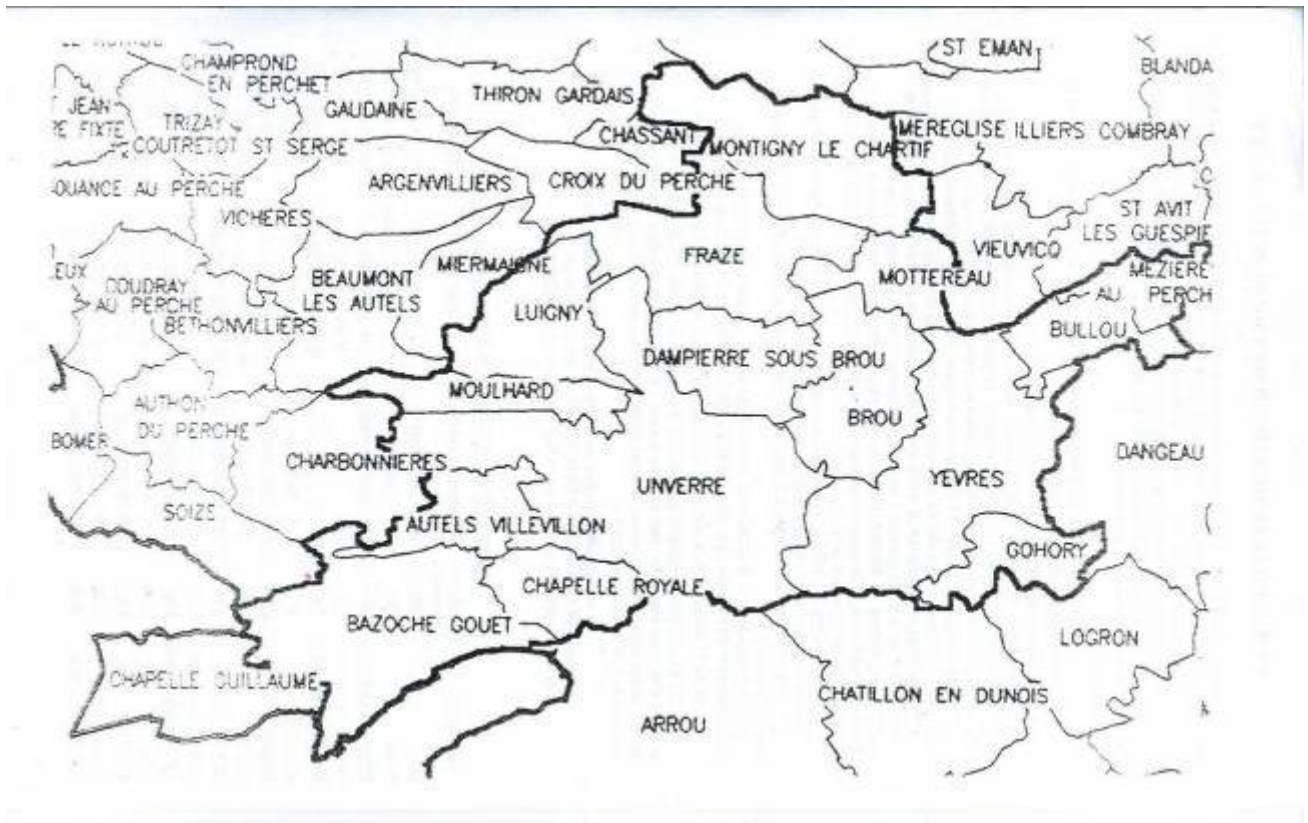 ST EMAN
CHAMPROND
EN PERCHET
BLANDA
THIRON GARDAIS
JEAN
FIXTE
GAUDAINE
TRIZAY
COUTRETOT ST SERGE
CHASSANT
MONTIGNY LE CHARTIF
MEREGLISE
ILLIERS COMBRAY
OUANCE AU PERCHE
ARGENVILLIERS
CROIX DU PERCHE
VICHERES
ST AVIT
LES GUESPIE
VIEUVICQ
FRAZE
MIERMAIGNE
MOTTEREAU
MEZIERE
AU PERCH
EUX
COUDRAY
AU PERCHE
BEAUMONT
LES AUTELS
BETHONVILLIERS
LUIGNY
BULLOU
DAMPIERRE SOUS BROU
MOULHARD
AUTHON
DU PERCHE
BROU
BOMER
CHARBONNIERES
DANGEAU
UNVERRE
YEVRES
SOIZE
AUTELS VILLEVILLON
GOHORY
CHAPELLE ROYALE
BAZOCHE GOUET
LOGRON
CHAPELLE GUILLAUME
CHATILLON EN DUNOIS
ARROU